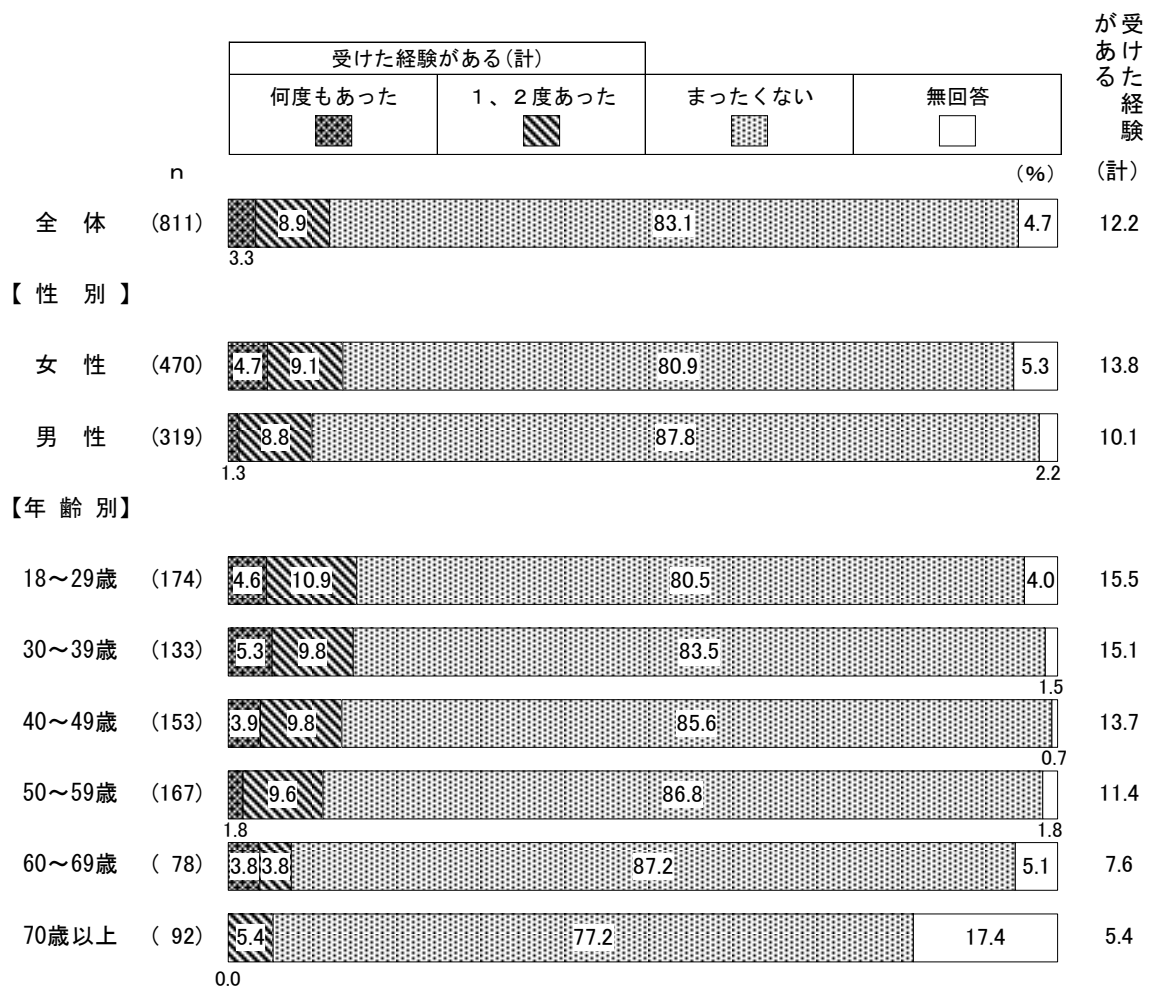 受けた経験がある(計)
何度もあった 1、2度あった まったくない 無回答
受けた経験がある
(計)
n (%)
全 体 (811) 8.9 83.1 4.7 12.2
3.3
【 性 別 】
女 性 (470) 4.7 9.1 80.9 5.3 13.8
男 性 (319) 8.8 87.8 10.1
1.3 2.2
【年 齢 別】
18～29歳 (174) 4.6 10.9 80.5 4.0 15.5
30～39歳 (133) 5.3 9.8 83.5 15.1
1.5
40～49歳 (153) 3.9 9.8 85.6 13.7
0.7
50～59歳 (167) 9.6 86.8 11.4
1.8 1.8
60～69歳 ( 78) 3.8 3.8 87.2 5.1 7.6
70歳以上 ( 92) 5.4 77.2 17.4 5.4
0.0